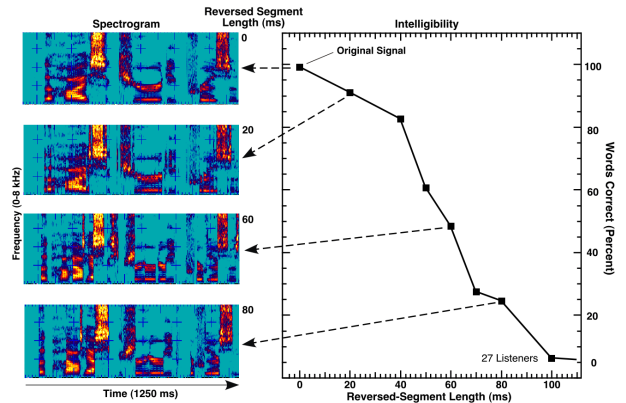 Spectrogram
Reversed Segment
Length (ms)
Intelligibility
0
20
60
80
Frequency (0-8 kHz)
Time (1250 ms)
Original Signal
100
80
60
40
20
0
Words Correct (Percent)
27 Listeners
0 20 40 60 80 100
Reversed-Segment Length (ms)